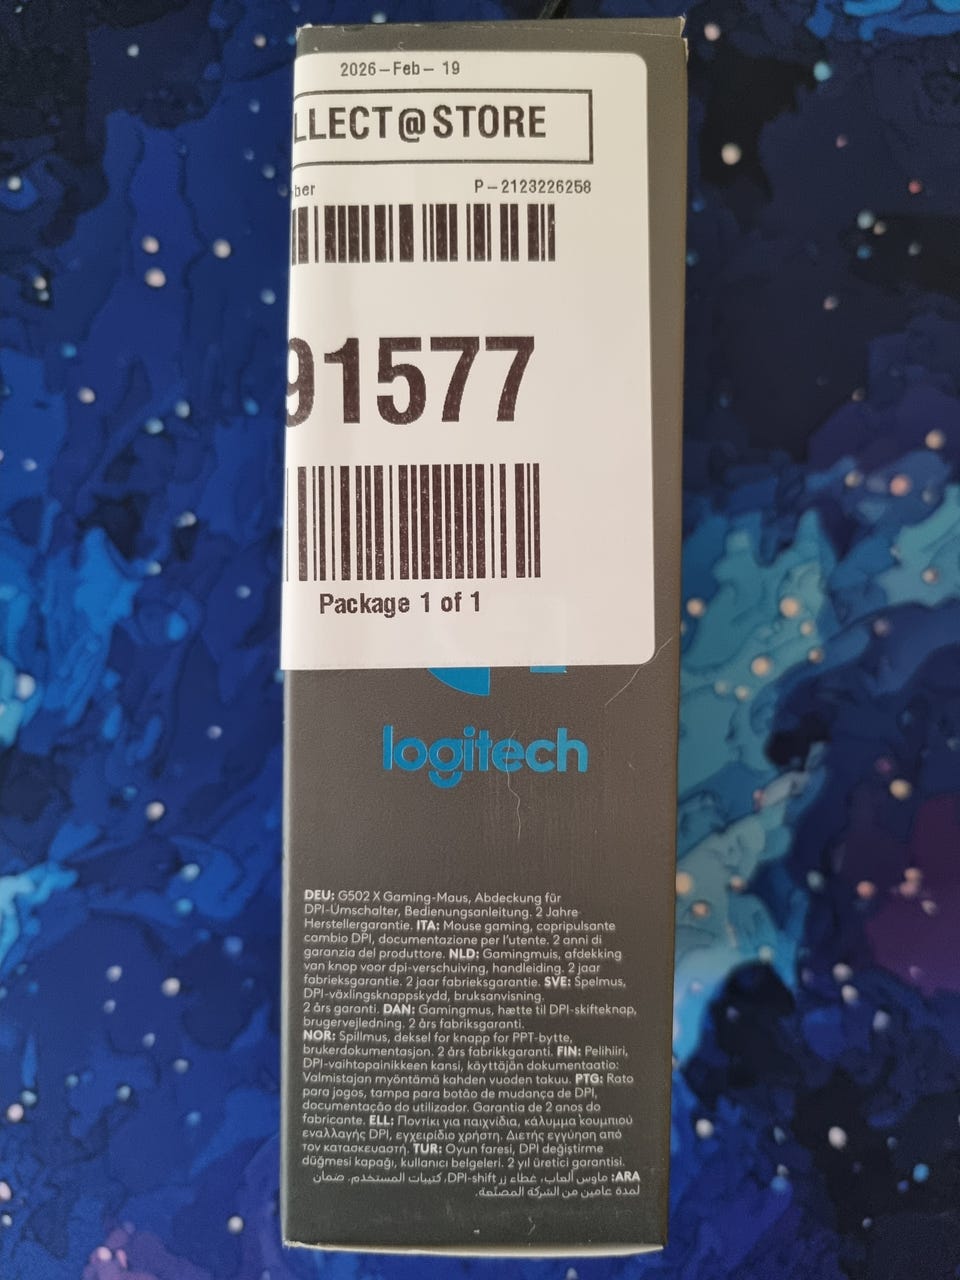 2026-Feb- 19
LLECT@STORE
ber P-2123226258
91577
Package 1 of 1
logitech
DEU: G502 X Gaming-Maus, Abdeckung für
DPI-Umschalter, Bedienungsanleitung. 2 Jahre
Herstellergarantie. ITA: Mouse gaming, copripulsante
cambio DPI, documentazione per l'utente. 2 anni di
garanzia del produttore. NLD: Gamingmuis, afdekking
van knop voor dpi-verschuiving, handleiding. 2 jaar
fabrieksgarantie. 2 jaar fabrieksgarantie. SVE: Spelmus,
DPI-växlingsknappskydd, bruksanvisning.
2 års garanti. DAN: Gamingmus, hætte til DPI-skifteknap,
brugervejledning. 2 års fabriksgaranti.
NOR: Spillmus, deksel for knapp for PPT-bytte,
brukerdokumentasjon. 2 års fabrikkgaranti. FIN: Pelihiiri,
DPI-vaihtopainikkeen kansi, käyttäjän dokumentaatio:
Valmistajan myöntämä kahden vuoden takuu. PTG: Rato
para jogos, tampa para botão de mudança de DPI,
documentação do utilizador. Garantia de 2 anos do
fabricante. ELL: Ποντίκι για παιχνίδια, κάλυμμα κουμπιού
εναλλαγής DPI, εγχειρίδιο χρήστη. Διετής εγγύηση από
τον κατασκευαστή. TUR: Oyun faresi, DPI değiştirme
düğmesi kapağı, kullanıcı belgeleri. 2 yıl üretici garantisi.
ARA: ماوس ألعاب، غطاء زر DPI-shift، كتيبات المستخدم. ضمان
لمدة عامين من الشركة المصنّعة.